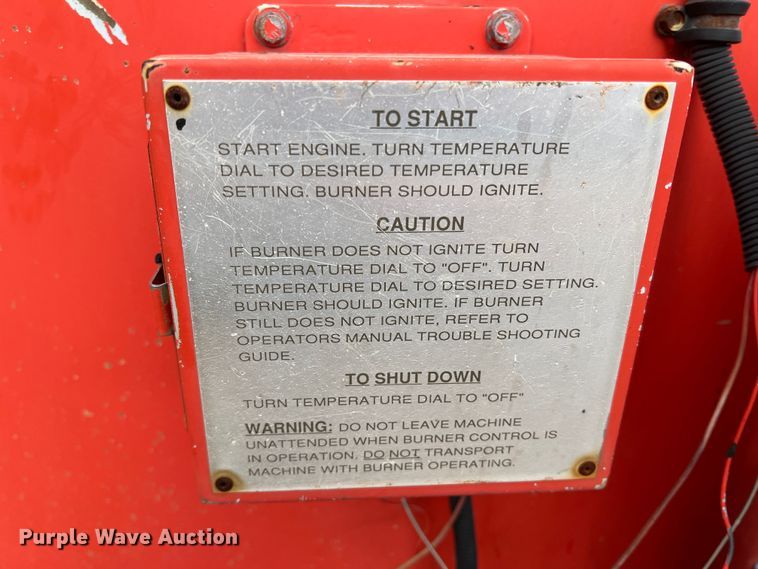 TO START
START ENGINE. TURN TEMPERATURE
DIAL TO DESIRED TEMPERATURE
SETTING. BURNER SHOULD IGNITE.
CAUTION
IF BURNER DOES NOT IGNITE TURN
TEMPERATURE DIAL TO "OFF". TURN
TEMPERATURE DIAL TO DESIRED SETTING.
BURNER SHOULD IGNITE. IF BURNER
STILL DOES NOT IGNITE, REFER TO
OPERATORS MANUAL TROUBLE SHOOTING
GUIDE.
TO SHUT DOWN
TURN TEMPERATURE DIAL TO "OFF"
WARNING: DO NOT LEAVE MACHINE
UNATTENDED WHEN BURNER CONTROL IS
IN OPERATION. DO NOT TRANSPORT
MACHINE WITH BURNER OPERATING.
Purple Wave Auction